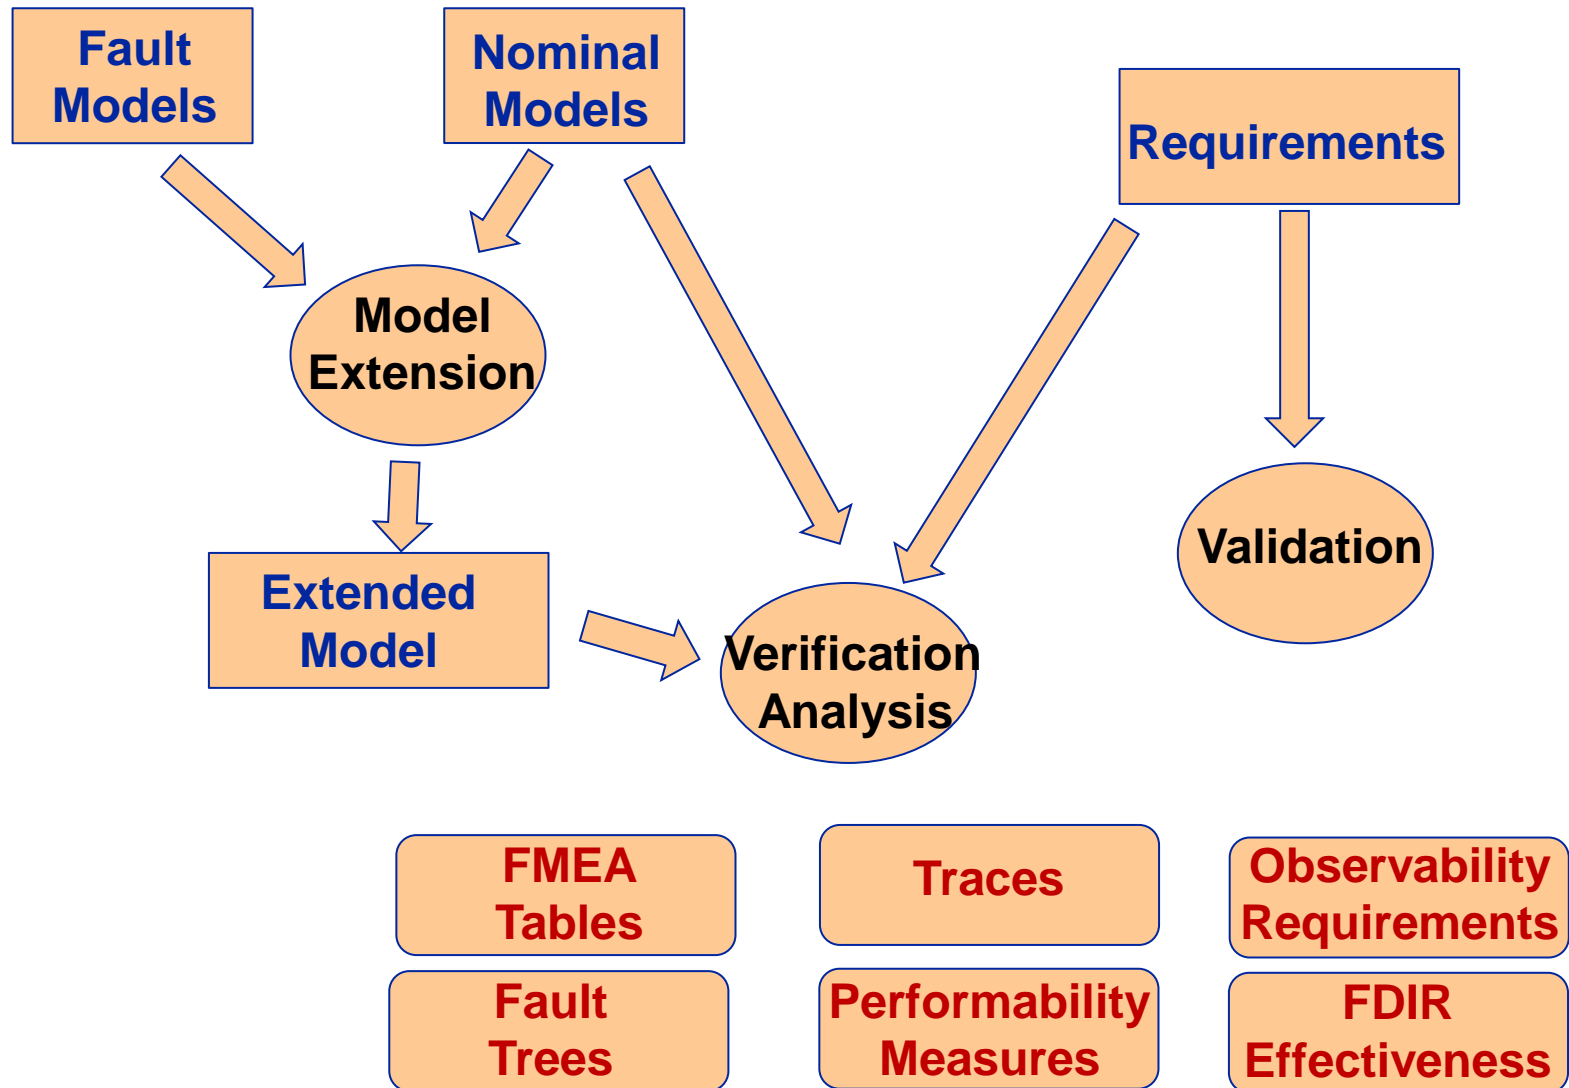 Fault
Models
Nominal
Models
Requirements
Model
Extension
Extended
Model
Verification
Analysis
Validation
FMEA
Tables
Traces
Observability
Requirements
Fault
Trees
Performability
Measures
FDIR
Effectiveness